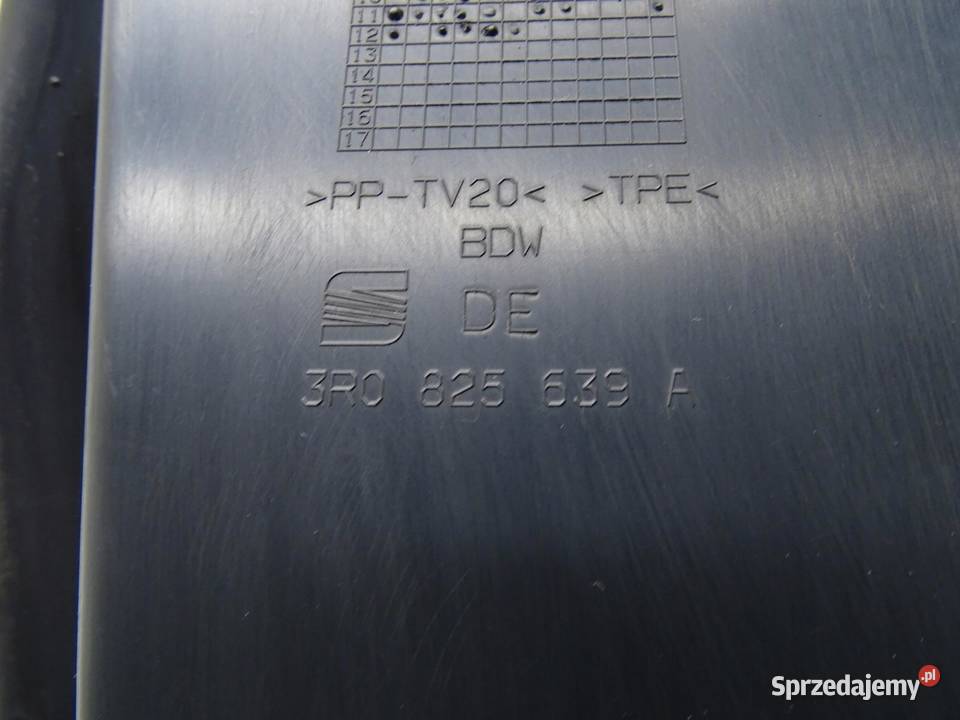 11
12
13
14
15
16
17
>PP-TV20< >TPE<
BDW
DE
3R0 825 639 A
Sprzedajemy.pl